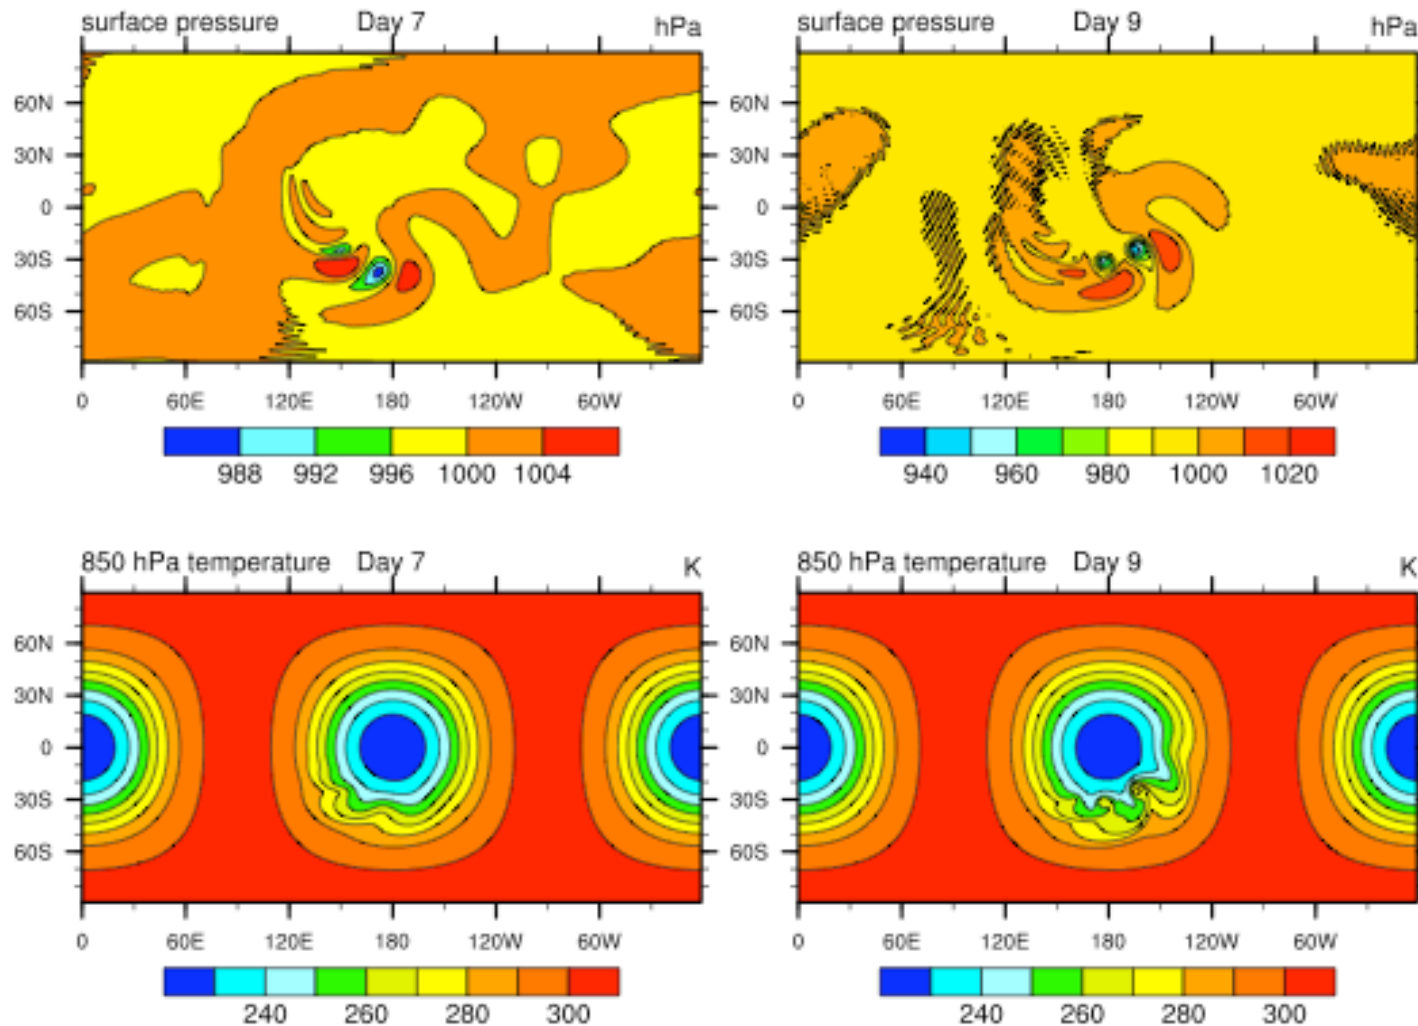 surface pressure Day 7 hPa
surface pressure Day 9 hPa
60N
30N
0
30S
60S
60N
30N
0
30S
60S
0 60E 120E 180 120W 60W
0 60E 120E 180 120W 60W
988 992 996 1000 1004
940 960 980 1000 1020
850 hPa temperature Day 7 K
850 hPa temperature Day 9 K
60N
30N
0
30S
60S
60N
30N
0
30S
60S
0 60E 120E 180 120W 60W
0 60E 120E 180 120W 60W
240 260 280 300
240 260 280 300